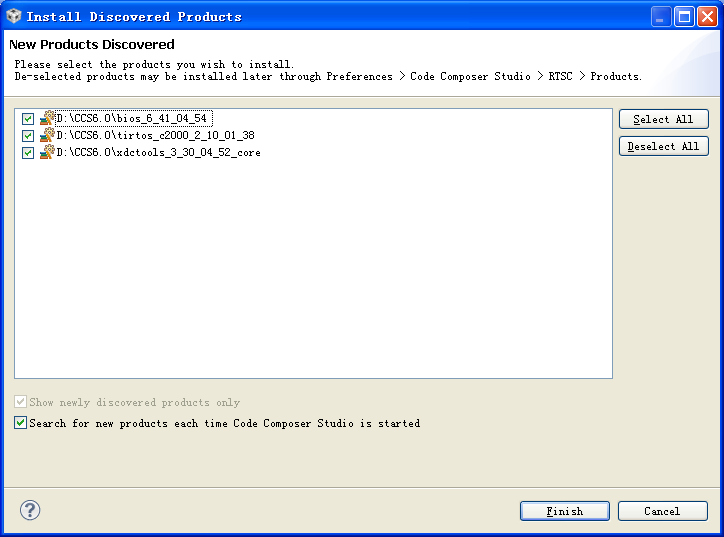 Install Discovered Products
New Products Discovered
Please select the products you wish to install.
De-selected products may be installed later through Preferences > Code Composer Studio > RTSC > Products.
D:\CCS6.0\bios_6_41_04_54
D:\CCS6.0\tirtos_c2000_2_10_01_38
D:\CCS6.0\xdctools_3_30_04_52_core
Select All
Deselect All
Show newly discovered products only
Search for new products each time Code Composer Studio is started
?
Finish
Cancel